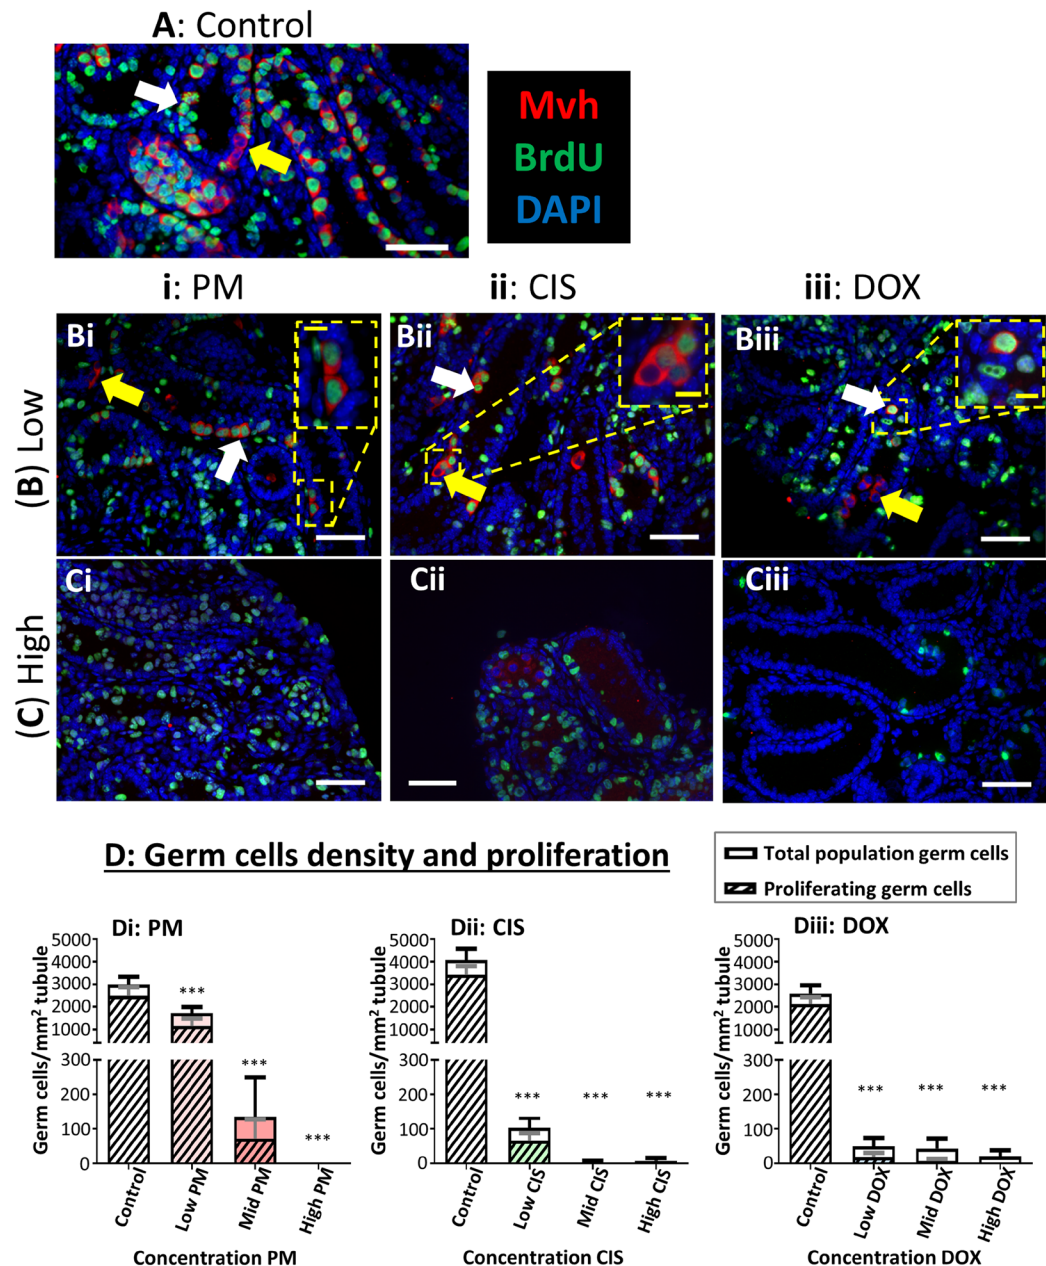 A: Control
Mvh
BrdU
DAPI
i: PM
ii: CIS
iii: DOX
(B) Low
Bi
Bii
Biii
(C) High
Ci
Cii
Ciii
D: Germ cells density and proliferation
Total population germ cells
Proliferating germ cells
Di: PM
Germ cells/mm² tubule
5000
4000
3000
2000
1000
300
200
100
0
***
***
***
Control
Low PM
Mid PM
High PM
Concentration PM
Dii: CIS
Germ cells/mm² tubule
5000
4000
3000
2000
1000
300
200
100
0
***
***
***
Control
Low CIS
Mid CIS
High CIS
Concentration CIS
Diii: DOX
Germ cells/mm² tubule
5000
4000
3000
2000
1000
300
200
100
0
***
***
***
Control
Low DOX
Mid DOX
High DOX
Concentration DOX